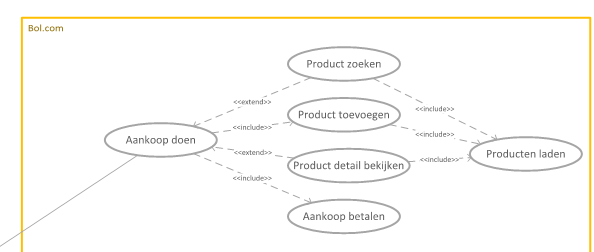 Bol.com
Product zoeken
<<extend>>
<<include>>
Product toevoegen
<<include>>
<<include>>
Aankoop doen
<<extend>>
Product detail bekijken
<<include>>
Producten laden
<<include>>
Aankoop betalen